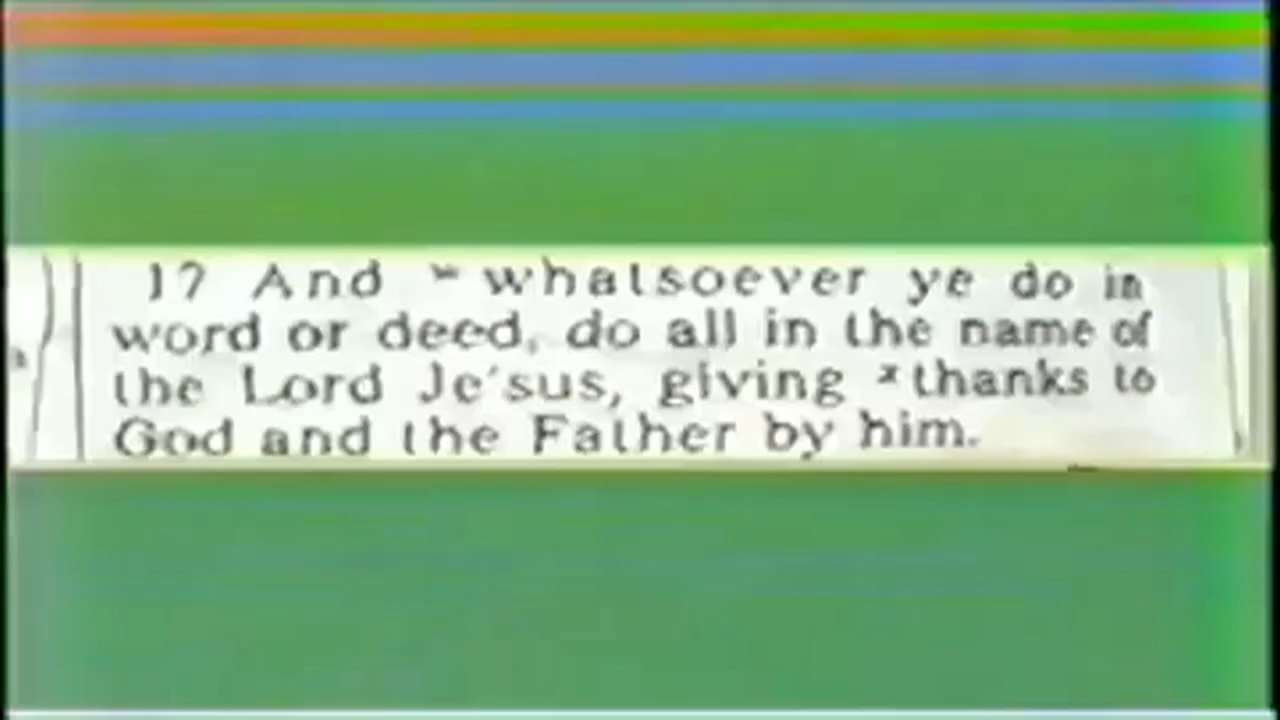 17 And ʷ whatsoever ye do in
word or deed, do all in the name of
the Lord Je'sus, giving ˣ thanks to
God and the Father by him.